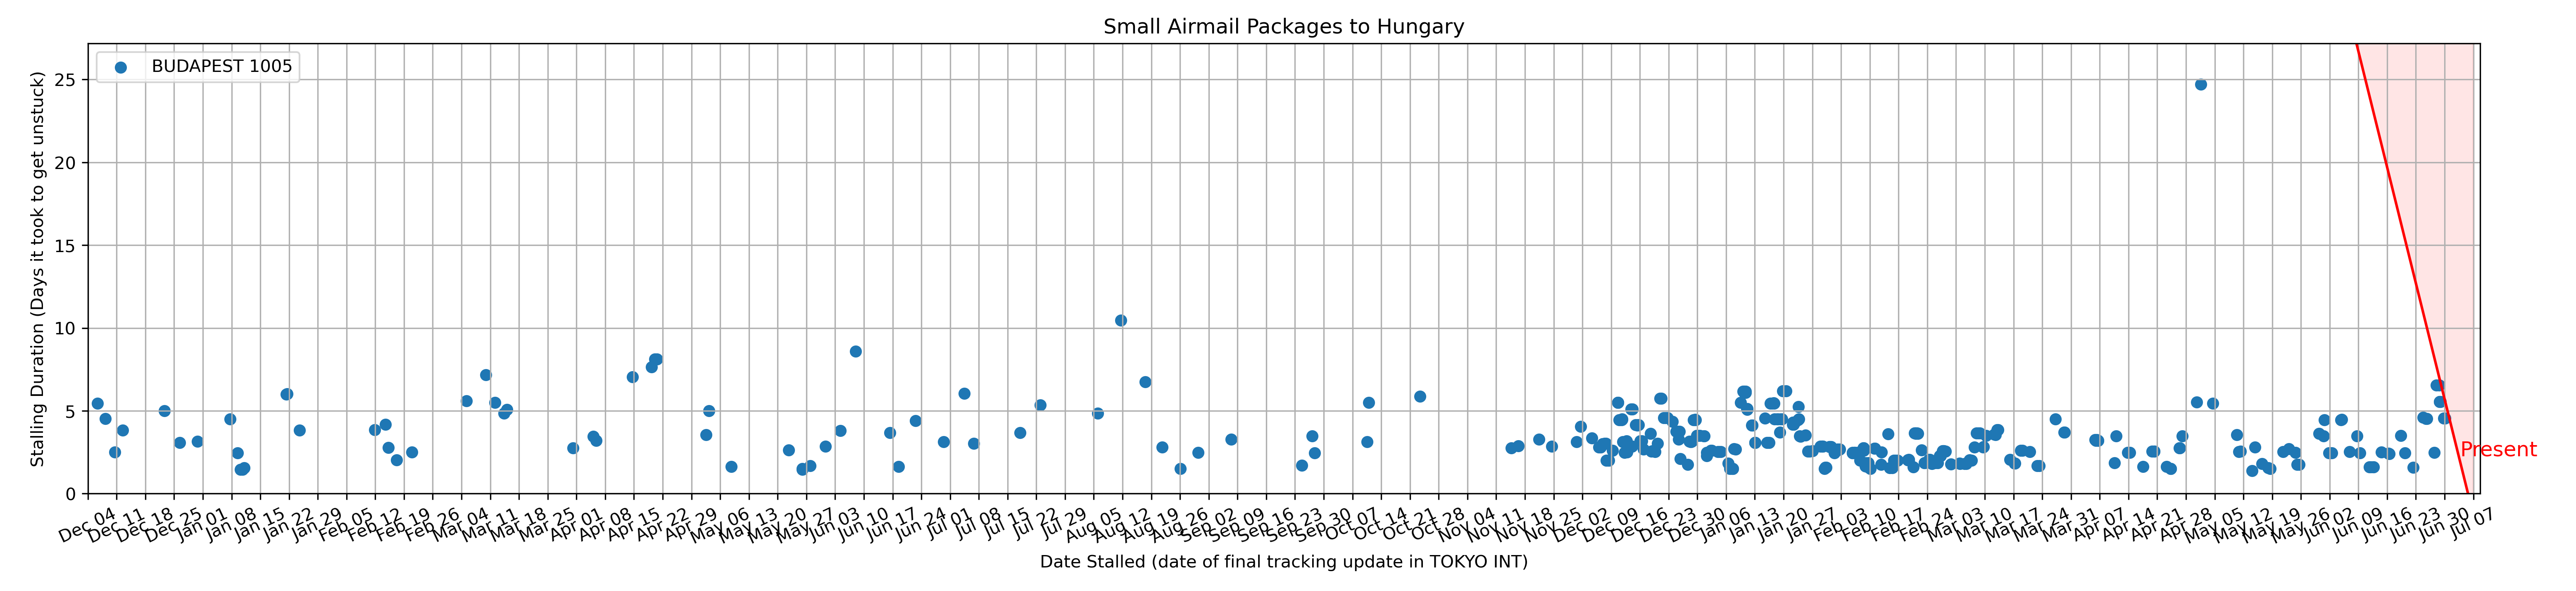 Small Airmail Packages to Hungary
BUDAPEST 1005
Stalling Duration (Days it took to get unstuck)
25
20
15
10
5
0
Present
Dec 04
Dec 11
Dec 18
Dec 25
Jan 01
Jan 08
Jan 15
Jan 22
Jan 29
Feb 05
Feb 12
Feb 19
Feb 26
Mar 04
Mar 11
Mar 18
Mar 25
Apr 01
Apr 08
Apr 15
Apr 22
Apr 29
May 06
May 13
May 20
May 27
Jun 03
Jun 10
Jun 17
Jun 24
Jul 01
Jul 08
Jul 15
Jul 22
Jul 29
Aug 05
Aug 12
Aug 19
Aug 26
Sep 02
Sep 09
Sep 16
Sep 23
Sep 30
Oct 07
Oct 14
Oct 21
Oct 28
Nov 04
Nov 11
Nov 18
Nov 25
Dec 02
Dec 09
Dec 16
Dec 23
Dec 30
Jan 06
Jan 13
Jan 20
Jan 27
Feb 03
Feb 10
Feb 17
Feb 24
Mar 03
Mar 10
Mar 17
Mar 24
Mar 31
Apr 07
Apr 14
Apr 21
Apr 28
May 05
May 12
May 19
May 26
Jun 02
Jun 09
Jun 16
Jun 23
Jun 30
Jul 07
Date Stalled (date of final tracking update in TOKYO INT)